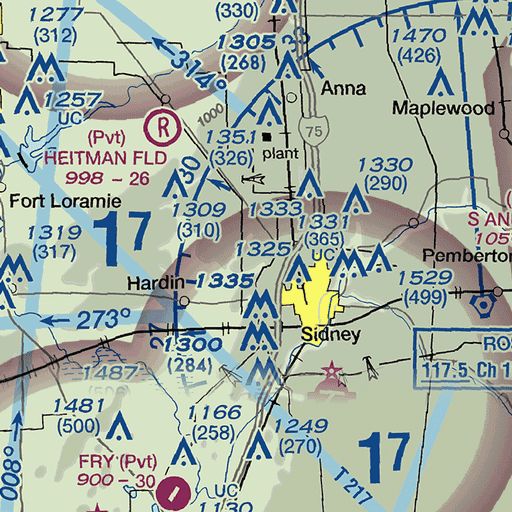 1277
(312)
(330)
1305
(268)
1470
(426)
314°
Anna
Maplewood
1257
UC
1000
75
(Pvt)
R
HEITMAN FLD
998 - 26
1351
(326)
plant
1330
(290)
30
Fort Loramie
17
1309
(310)
1333
1331
(365)
UC
S AN
105
1319
(317)
1325
Pemberto
Hardin
1335
1529
(499)
273°
Sidney
1300
(284)
RO
117.5 Ch 1
1487
1481
(500)
1166
(258)
1249
(270)
17
FRY (Pvt)
900 - 30
T 217
008°
UC
1130